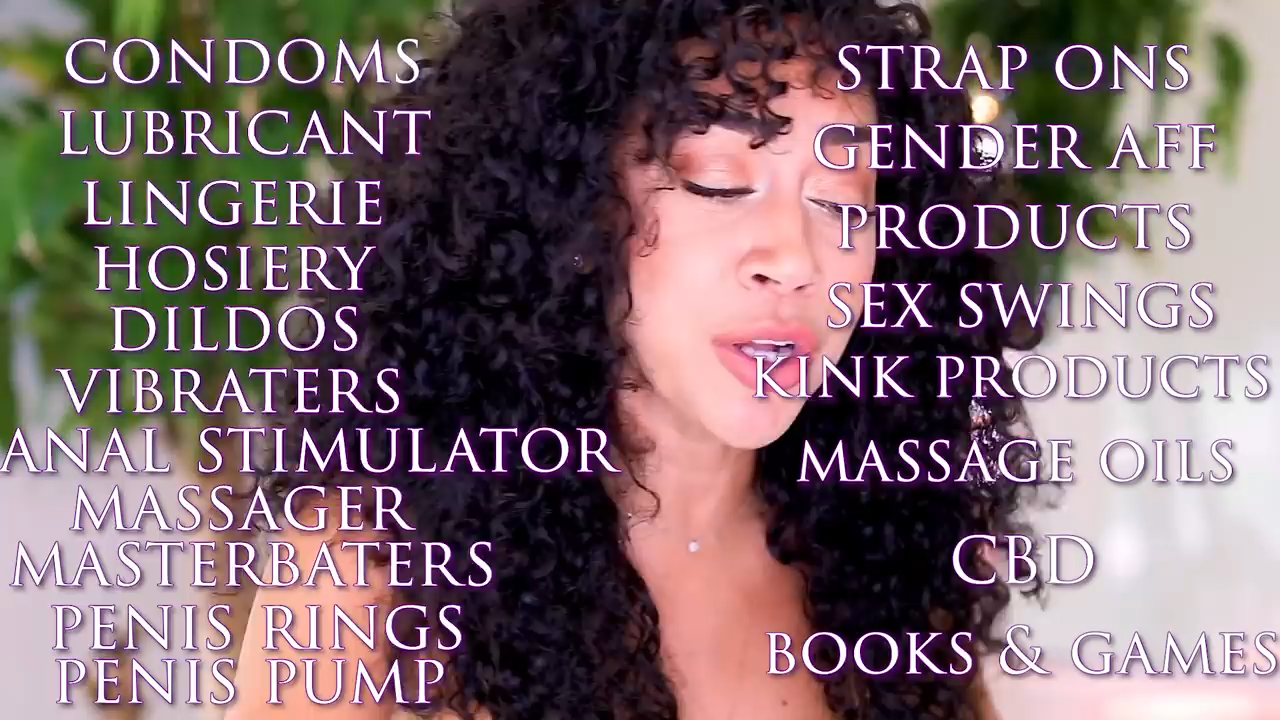 CONDOMS
LUBRICANT
LINGERIE
HOSIERY
DILDOS
VIBRATERS
ANAL STIMULATOR
MASSAGER
MASTERBATERS
PENIS RINGS
PENIS PUMP
STRAP ONS
GENDER AFF
PRODUCTS
SEX SWINGS
KINK PRODUCTS
MASSAGE OILS
CBD
BOOKS & GAMES